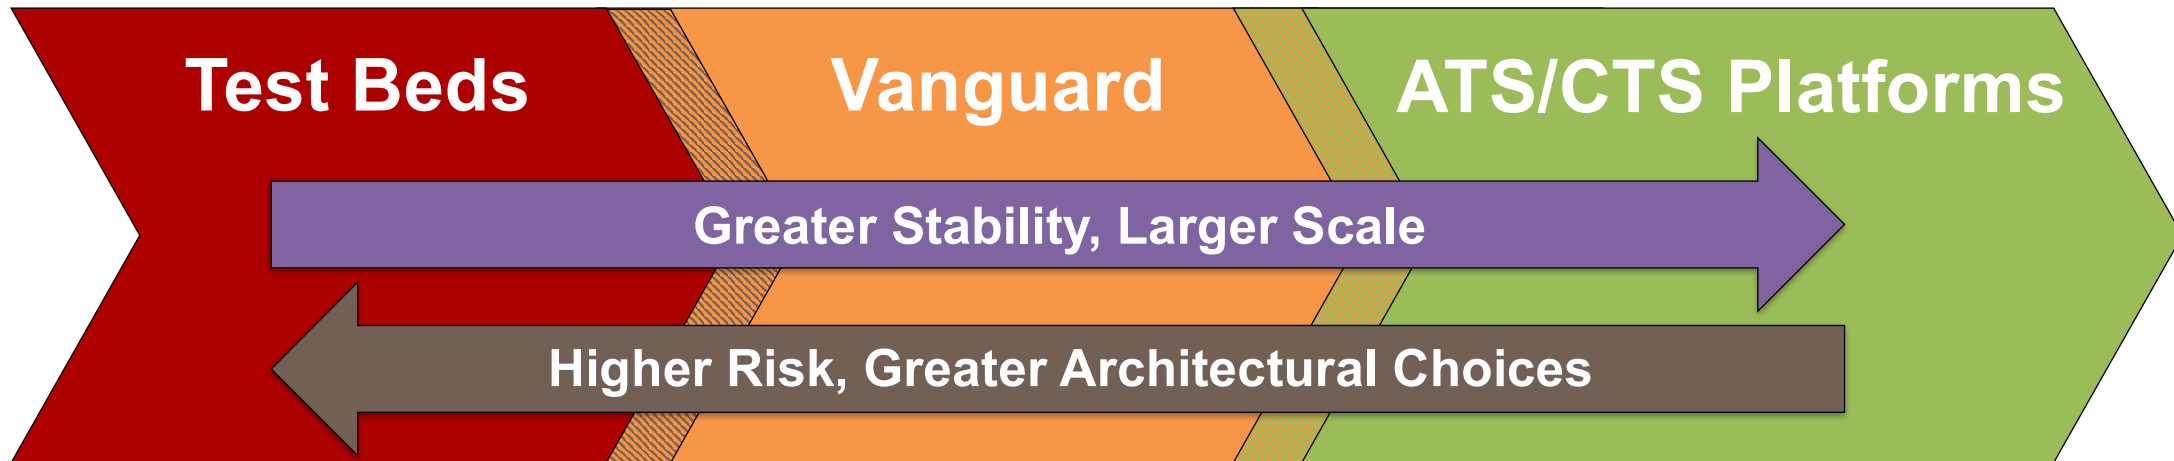 Test Beds
Vanguard
ATS/CTS Platforms
Greater Stability, Larger Scale
Higher Risk, Greater Architectural Choices